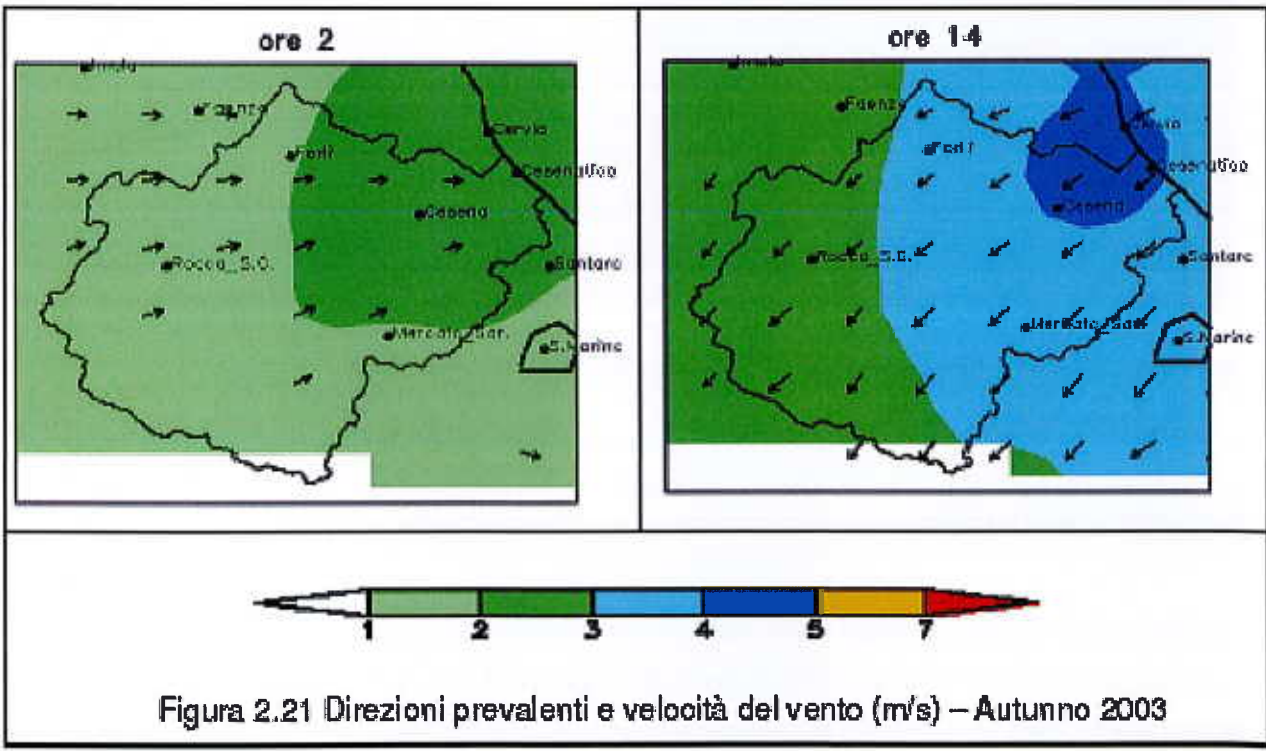 ore 2
Imola
Faenza
Cervia
Forlì
Cesenatico
Cesena
Rocca_S.C.
Santarc
Mercato_Sar.
S.Marino
ore 14
Imola
Faenza
Cervia
Forlì
Cesenatico
Cesena
Rocca_S.C.
Santarc
Mercato_Sar.
S.Marino
1 2 3 4 5 7
Figura 2.21 Direzioni prevalenti e velocità del vento (m/s) – Autunno 2003